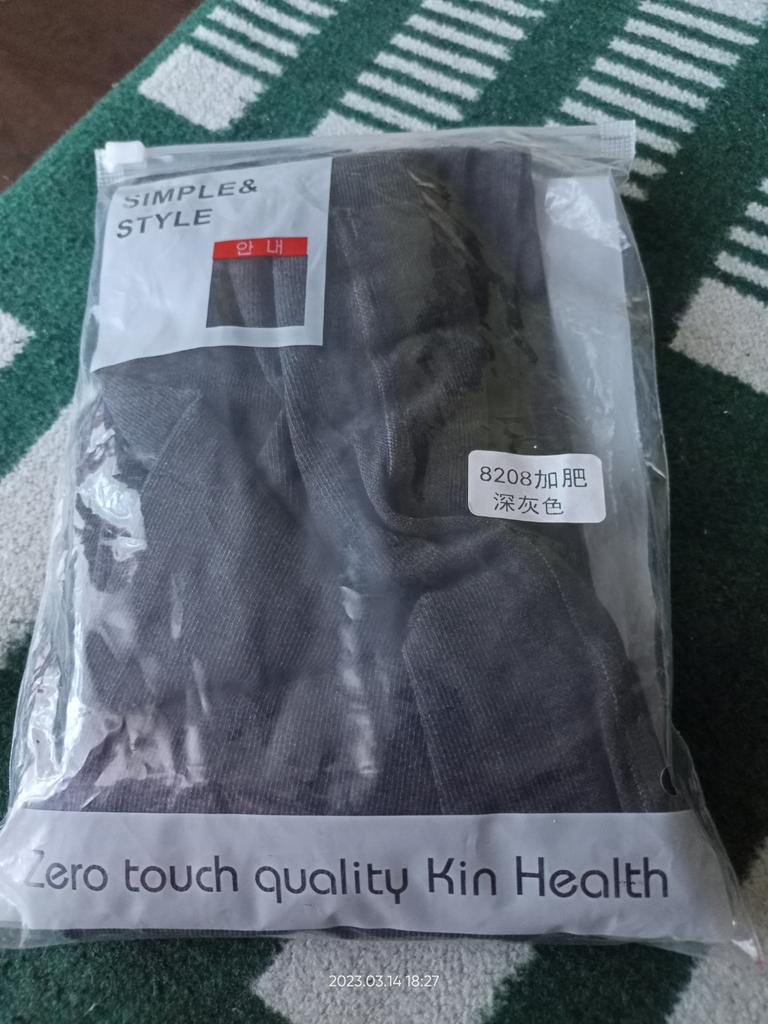 SIMPLE&
STYLE
안 내
8208加肥
深灰色
Zero touch quality Kin Health
2023.03.14 18:27